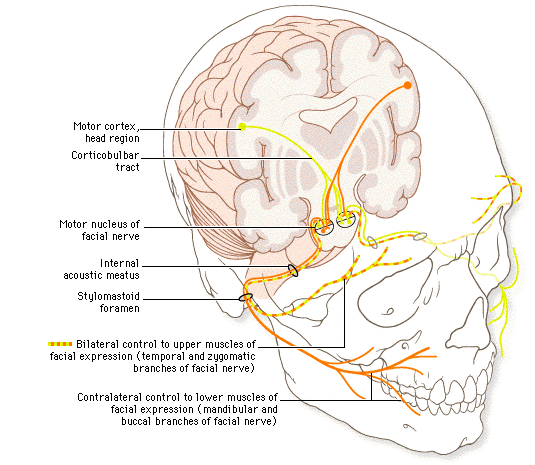 Motor cortex,
head region
Corticobulbar
tract
Motor nucleus of
facial nerve
Internal
acoustic meatus
Stylomastoid
foramen
Bilateral control to upper muscles of
facial expression (temporal and zygomatic
branches of facial nerve)
Contralateral control to lower muscles of
facial expression (mandibular and
buccal branches of facial nerve)